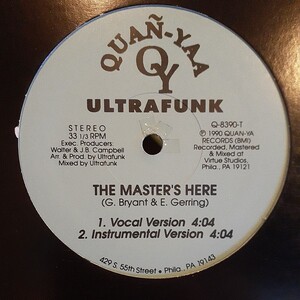 QUAÑ-YAA
QY
ULTRAFUNK
STEREO
33 1/3 RPM
Exec. Producers
Walter & J.B. Campbell
Arr. & Prod. by Ultrafunk
Mixed by Ultrafunk
Q-8390-T
Ⓟ 1990 QUAN-YA
RECORDS (BMI)
Recorded, Mastered
& Mixed at
Virtue Studios,
Phila., PA 19121
THE MASTER'S HERE
(G. Bryant & E. Gerring)
1. Vocal Version 4:04
2. Instrumental Version 4:04
429 S. 55th Street • Phila., PA 19143